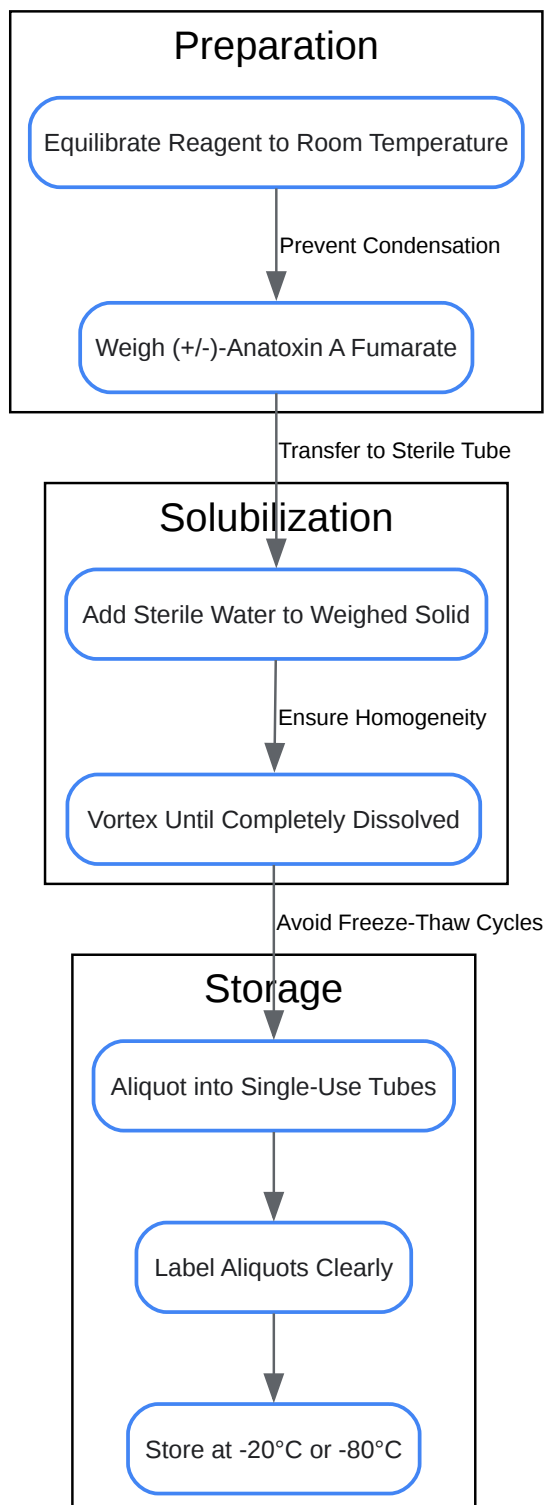 Preparation
Equilibrate Reagent to Room Temperature
Prevent Condensation
Weigh (+/-)-Anatoxin A Fumarate
Transfer to Sterile Tube
Solubilization
Add Sterile Water to Weighed Solid
Ensure Homogeneity
Vortex Until Completely Dissolved
Avoid Freeze-Thaw Cycles
Storage
Aliquot into Single-Use Tubes
Label Aliquots Clearly
Store at -20°C or -80°C